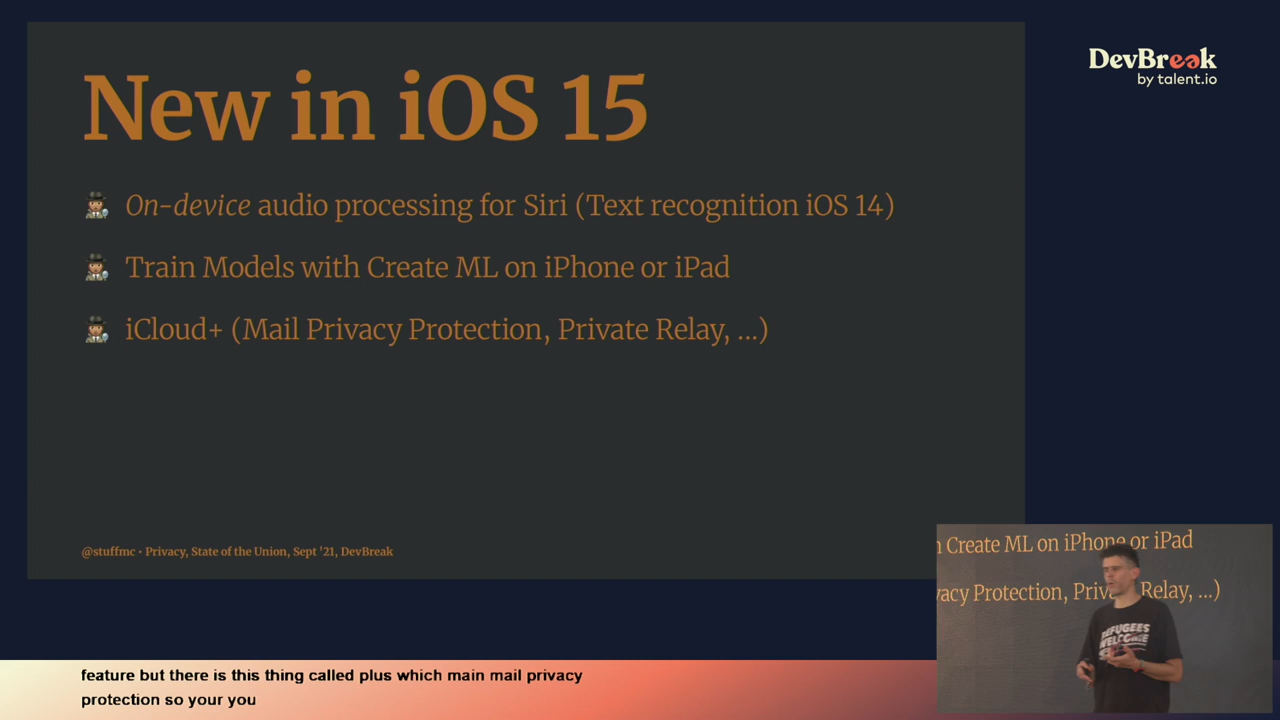 New in iOS 15
On-device audio processing for Siri (Text recognition iOS 14)
Train Models with Create ML on iPhone or iPad
iCloud+ (Mail Privacy Protection, Private Relay, ...)
@stuffmc • Privacy, State of the Union, Sept '21, DevBreak
DevBreak
by talent.io
Create ML on iPhone or iPad
Protection, Relay, ...)
REFUGEES
WELCOME
feature but there is this thing called plus which main mail privacy
protection so your you